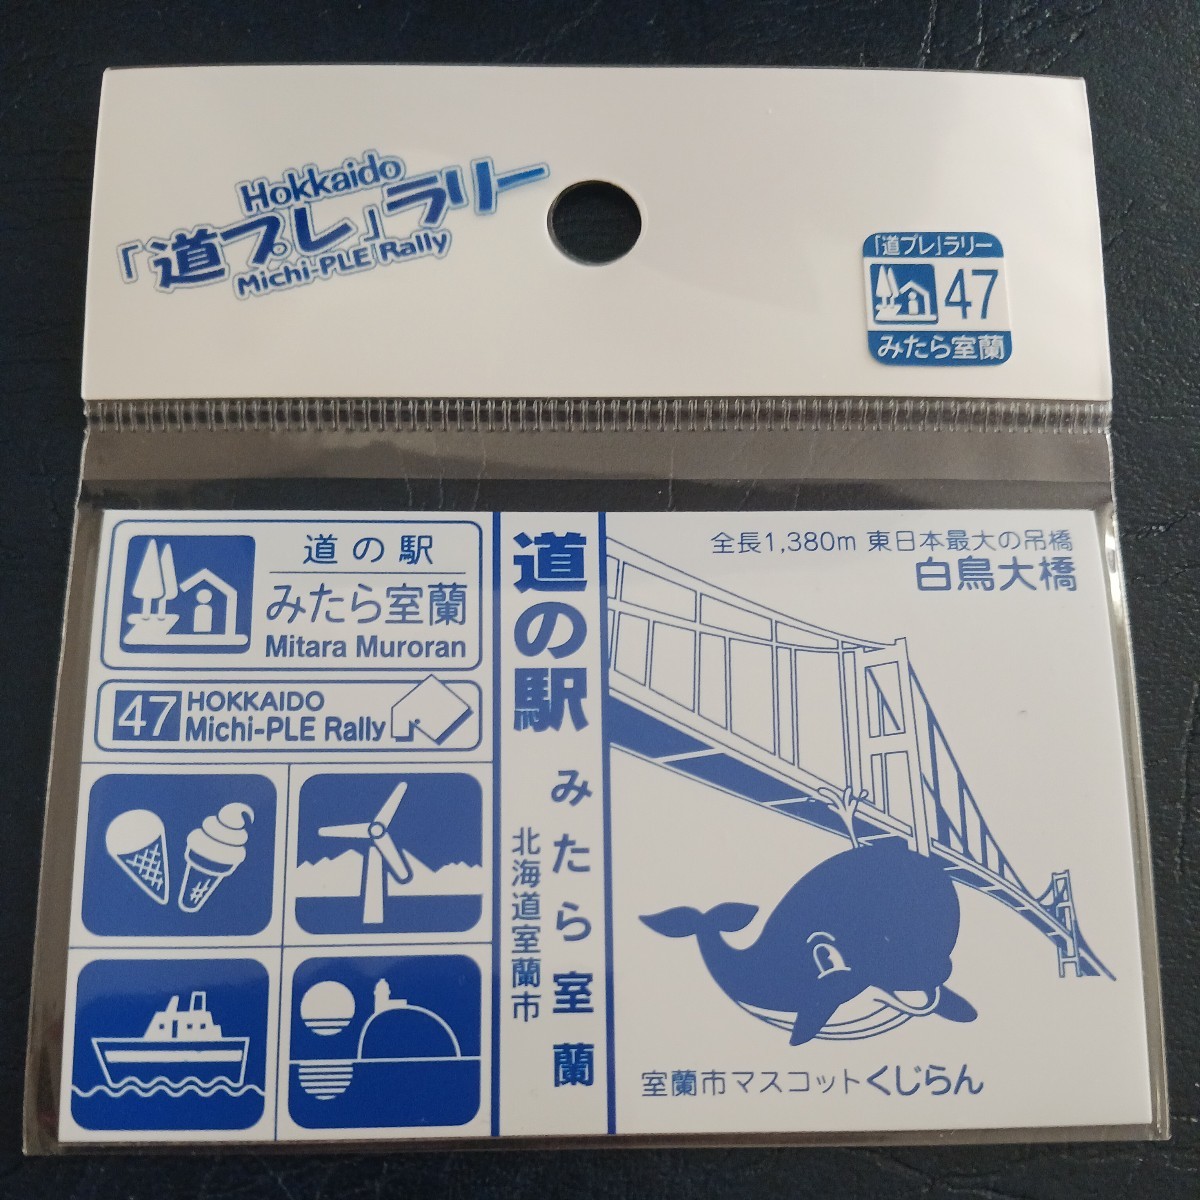 Hokkaido
「道プレ」ラリー
Michi-PLE Rally
「道プレ」ラリー
47
みたら室蘭
道の駅
みたら室蘭
Mitara Muroran
47 HOKKAIDO
Michi-PLE Rally
道の駅 みたら室蘭
北海道室蘭市
全長1,380m 東日本最大の吊橋
白鳥大橋
室蘭市マスコットくじらん